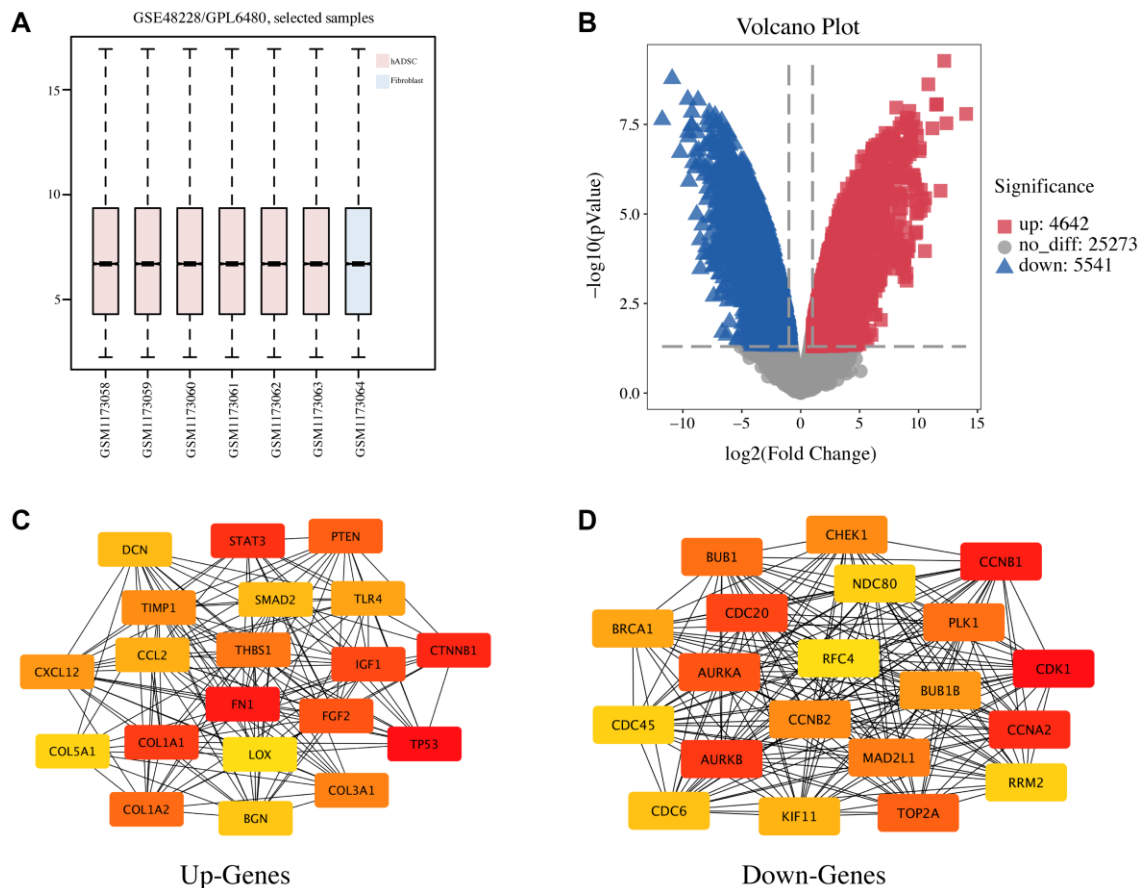 A
GSE48228/GPL6480, selected samples
hADSC
Fibroblast
15
10
5
GSM1173058
GSM1173059
GSM1173060
GSM1173061
GSM1173062
GSM1173063
GSM1173064
B
Volcano Plot
−log10(pValue)
7.5
5.0
2.5
0.0
−10
−5
0
5
10
15
log2(Fold Change)
Significance
up: 4642
no_diff: 25273
down: 5541
C
STAT3
PTEN
DCN
SMAD2
TLR4
TIMP1
CCL2
THBS1
CTNNB1
CXCL12
IGF1
FN1
FGF2
COL5A1
COL1A1
LOX
TP53
COL3A1
COL1A2
BGN
Up-Genes
D
CHEK1
BUB1
CCNB1
NDC80
CDC20
PLK1
BRCA1
RFC4
AURKA
CDK1
BUB1B
CDC45
CCNB2
CCNA2
AURKB
MAD2L1
RRM2
CDC6
KIF11
TOP2A
Down-Genes